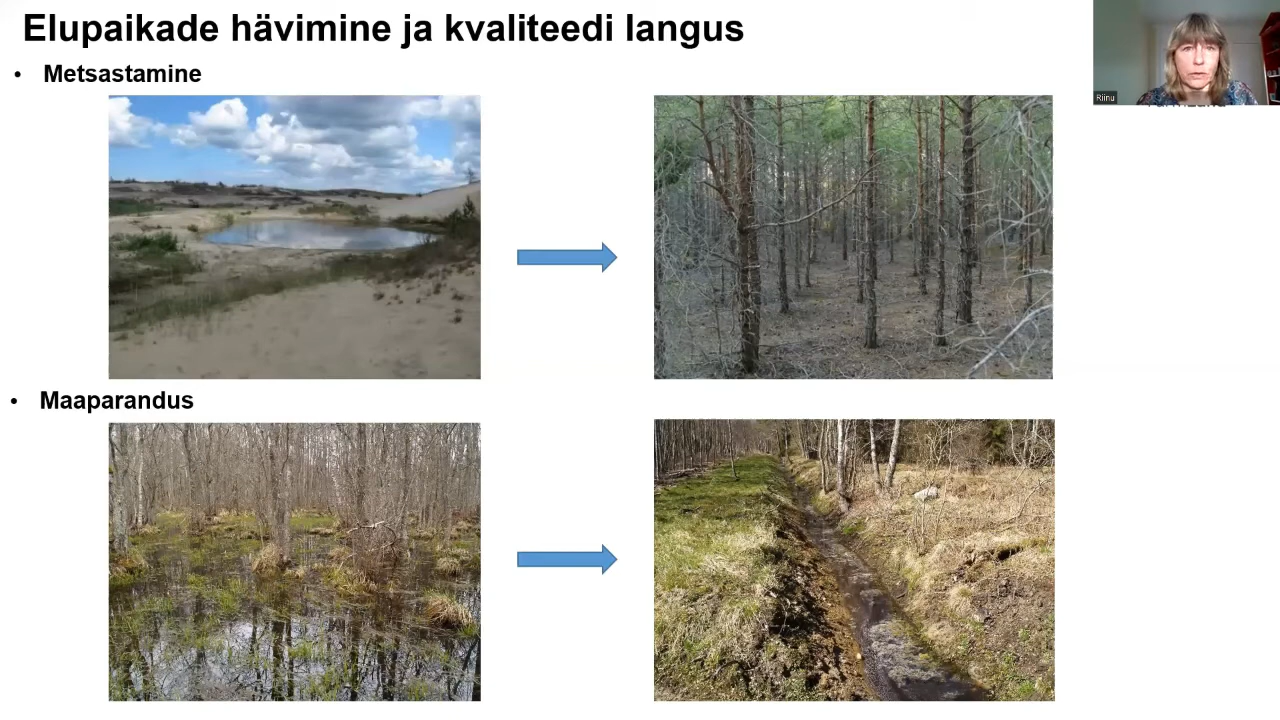 Elupaikade hävimine ja kvaliteedi langus
• Metsastamine
Riinu
• Maaparandus